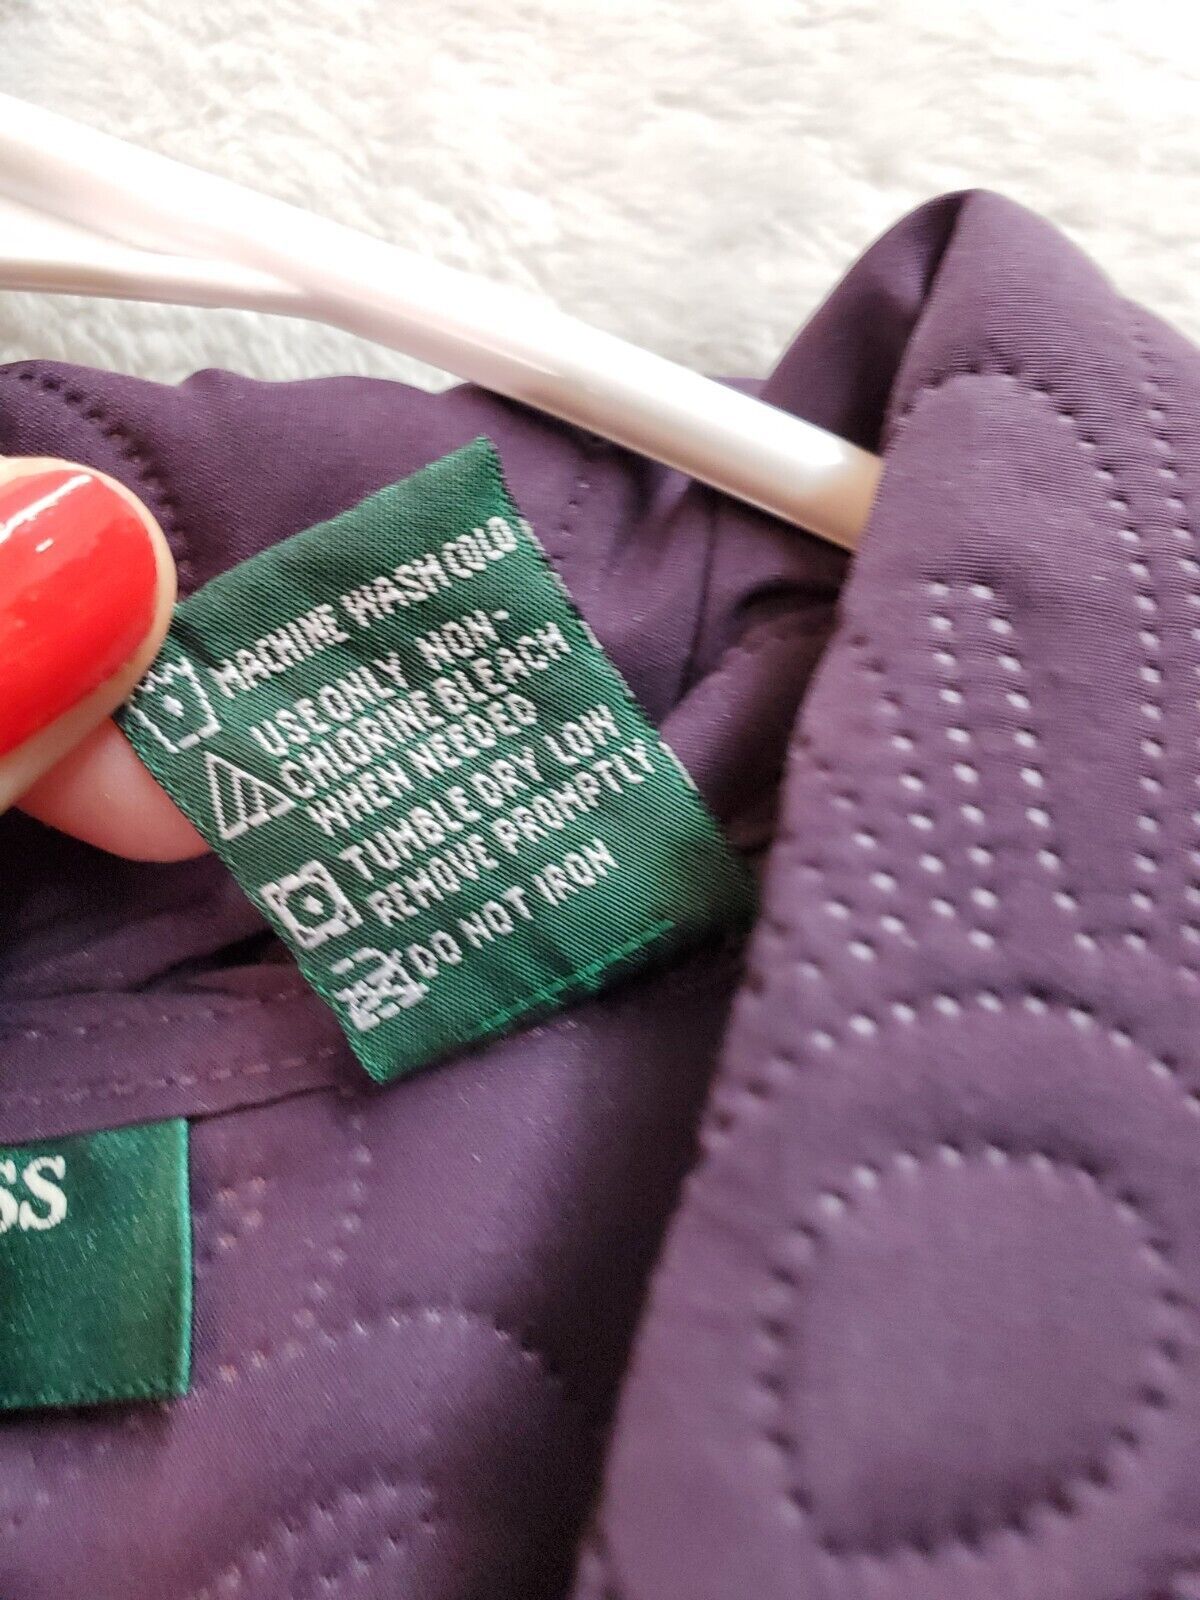 MACHINE WASH COLD
USE ONLY NON-
CHLORINE BLEACH
WHEN NEEDED
TUMBLE DRY LOW
REMOVE PROMPTLY
DO NOT IRON
SS